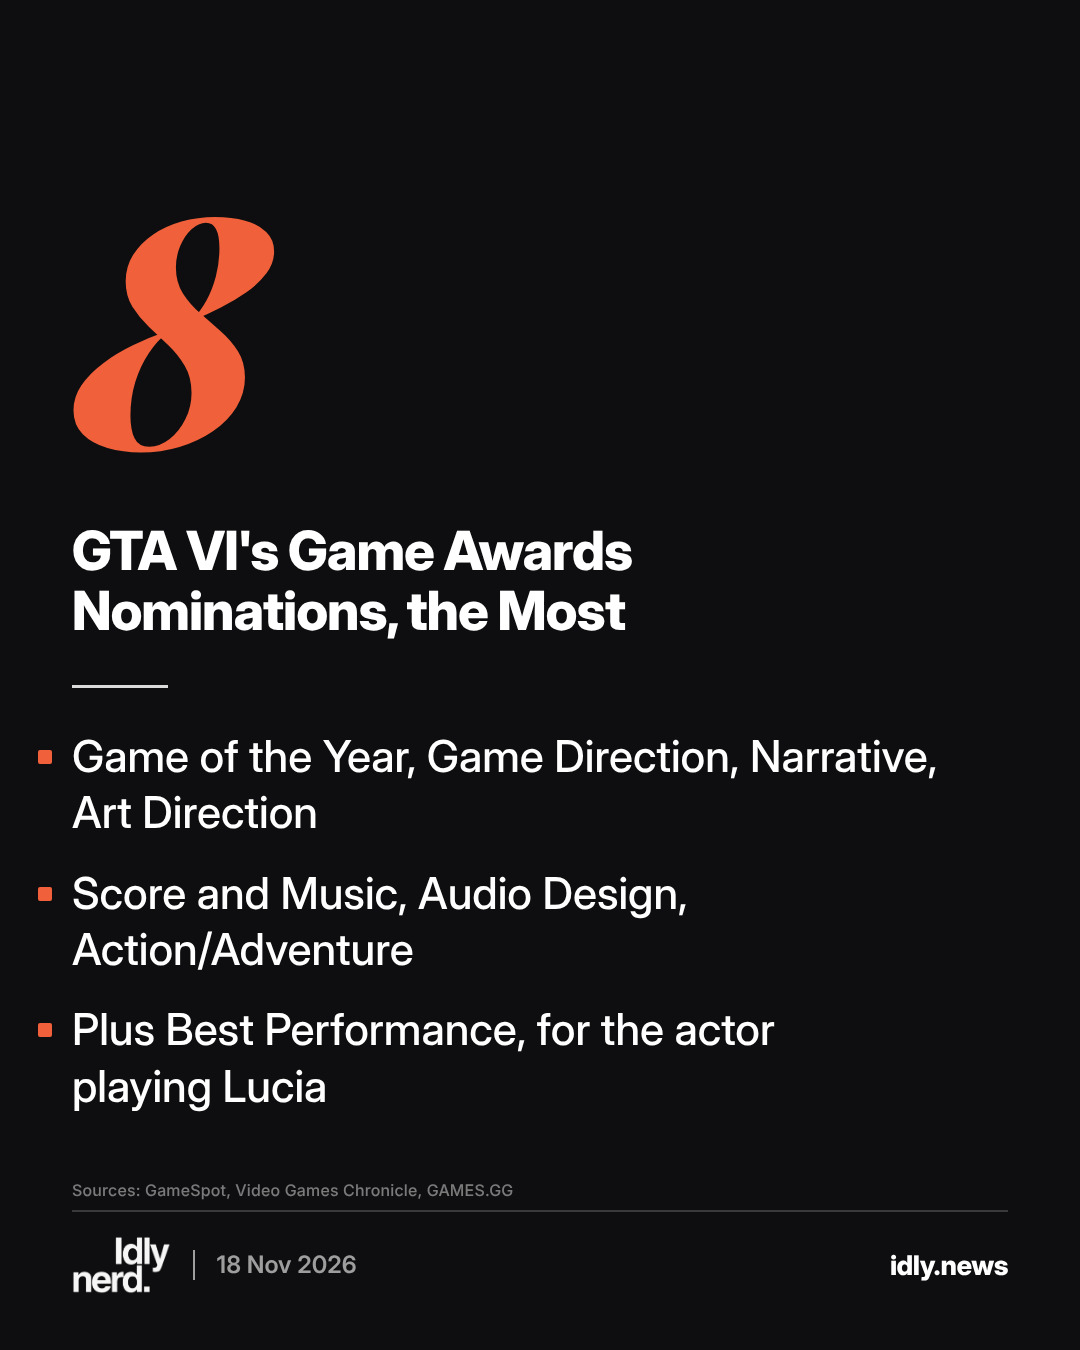 8
GTA VI's Game Awards
Nominations, the Most
Game of the Year, Game Direction, Narrative,
Art Direction
Score and Music, Audio Design,
Action/Adventure
Plus Best Performance, for the actor
playing Lucia
Sources: GameSpot, Video Games Chronicle, GAMES.GG
Idly
nerd.
18 Nov 2026
idly.news